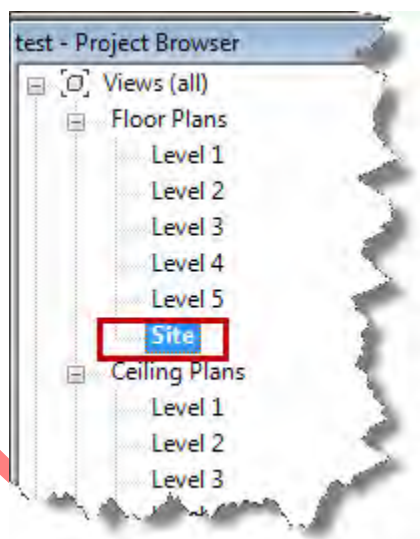 test - Project Browser
Views (all)
Floor Plans
Level 1
Level 2
Level 3
Level 4
Level 5
Site
Ceiling Plans
Level 1
Level 2
Level 3